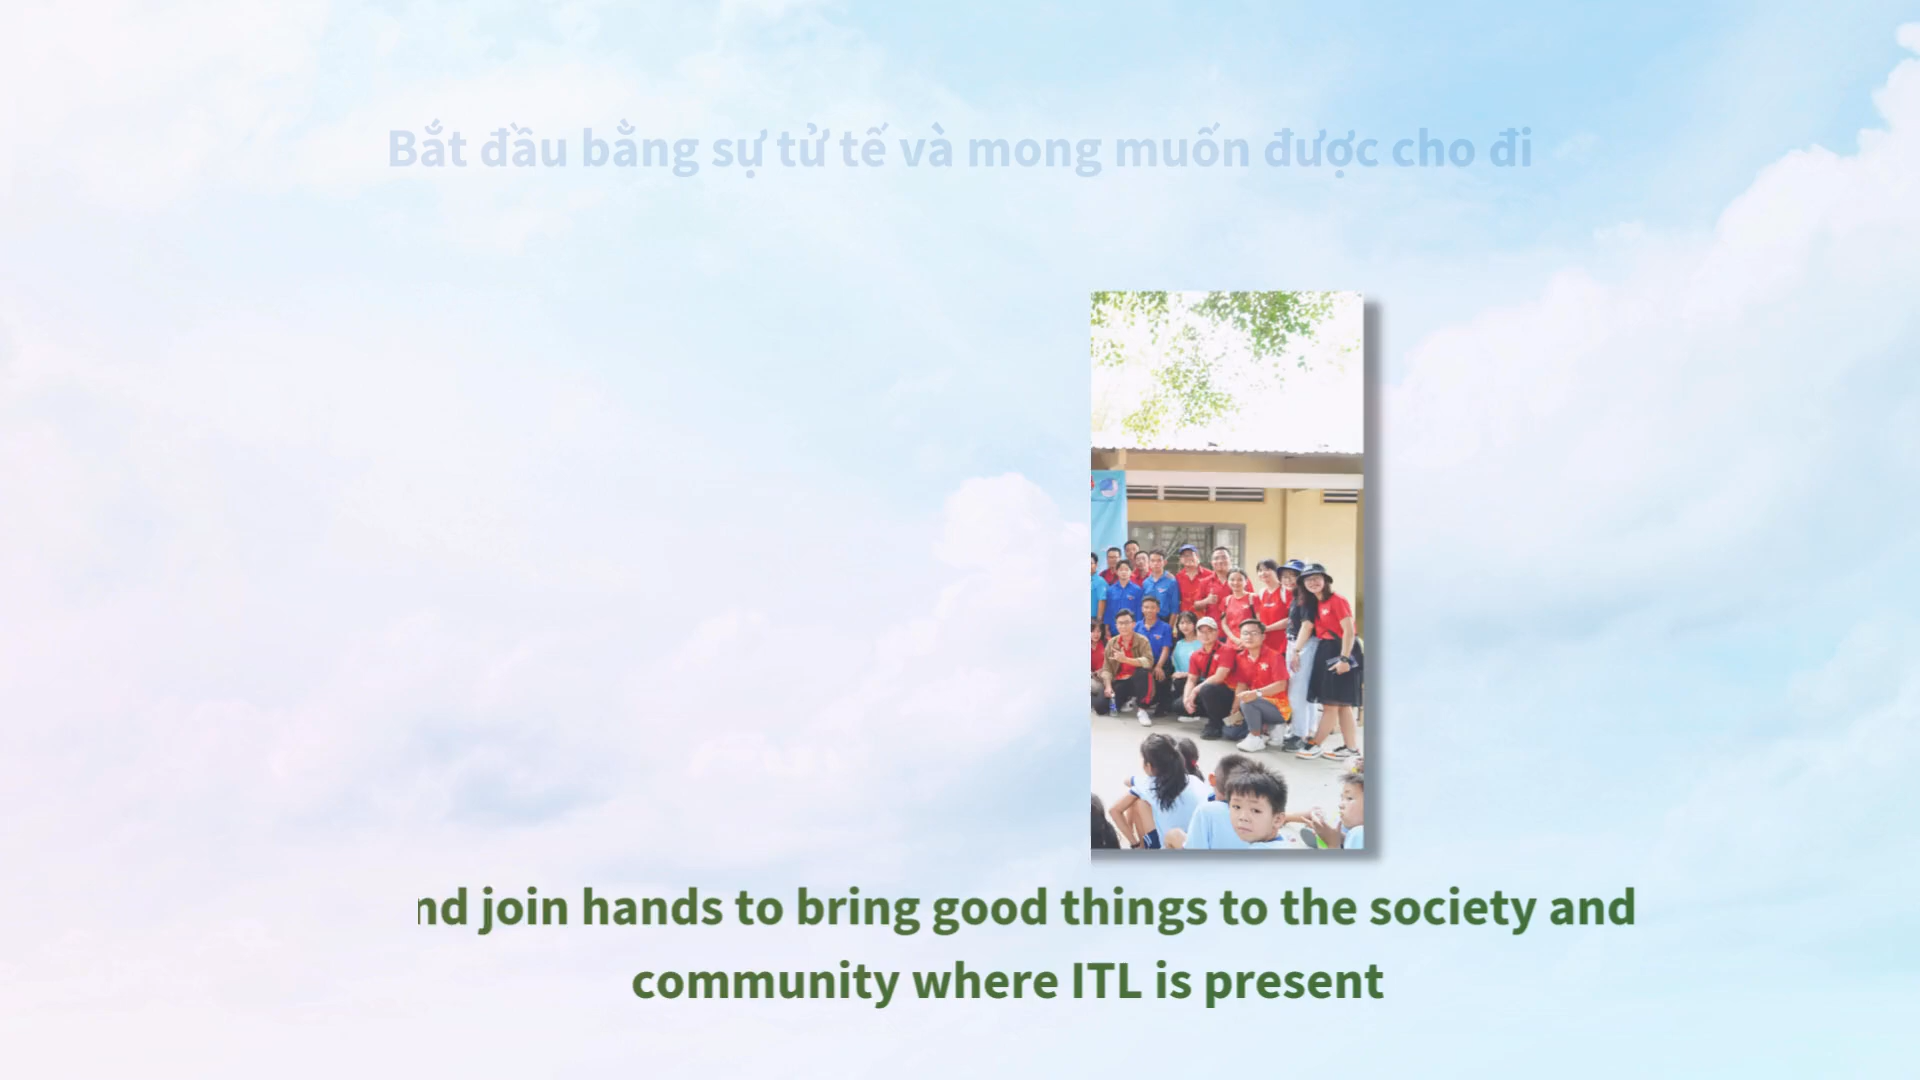 Bắt đầu bằng sự tử tế và mong muốn được cho đi
nd join hands to bring good things to the society and
community where ITL is present